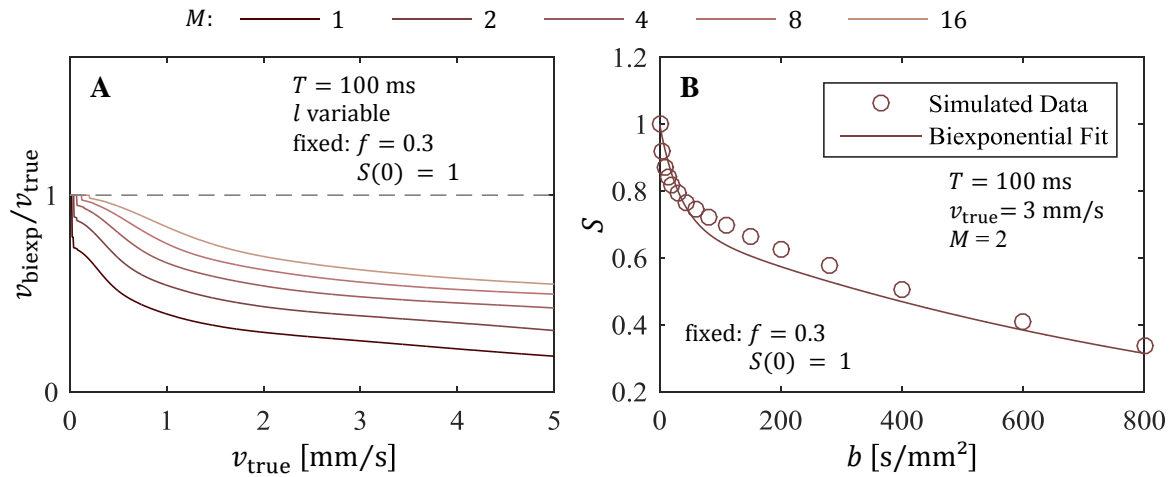 M: 1 2 4 8 16
A
T = 100 ms
l variable
fixed: f = 0.3
S(0) = 1
v_biexp/v_true
1
0
0 1 2 3 4 5
v_true [mm/s]
B
Simulated Data
Biexponential Fit
T = 100 ms
v_true= 3 mm/s
M = 2
fixed: f = 0.3
S(0) = 1
S
1.2
1
0.8
0.6
0.4
0.2
0 200 400 600 800
b [s/mm²]